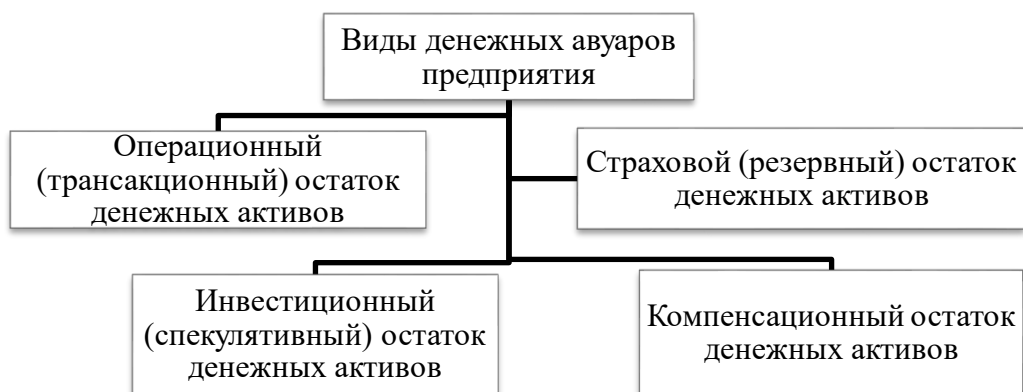 Виды денежных авуаров
предприятия
Операционный
(трансакционный) остаток
денежных активов
Страховой (резервный) остаток
денежных активов
Инвестиционный
(спекулятивный) остаток
денежных активов
Компенсационный остаток
денежных активов